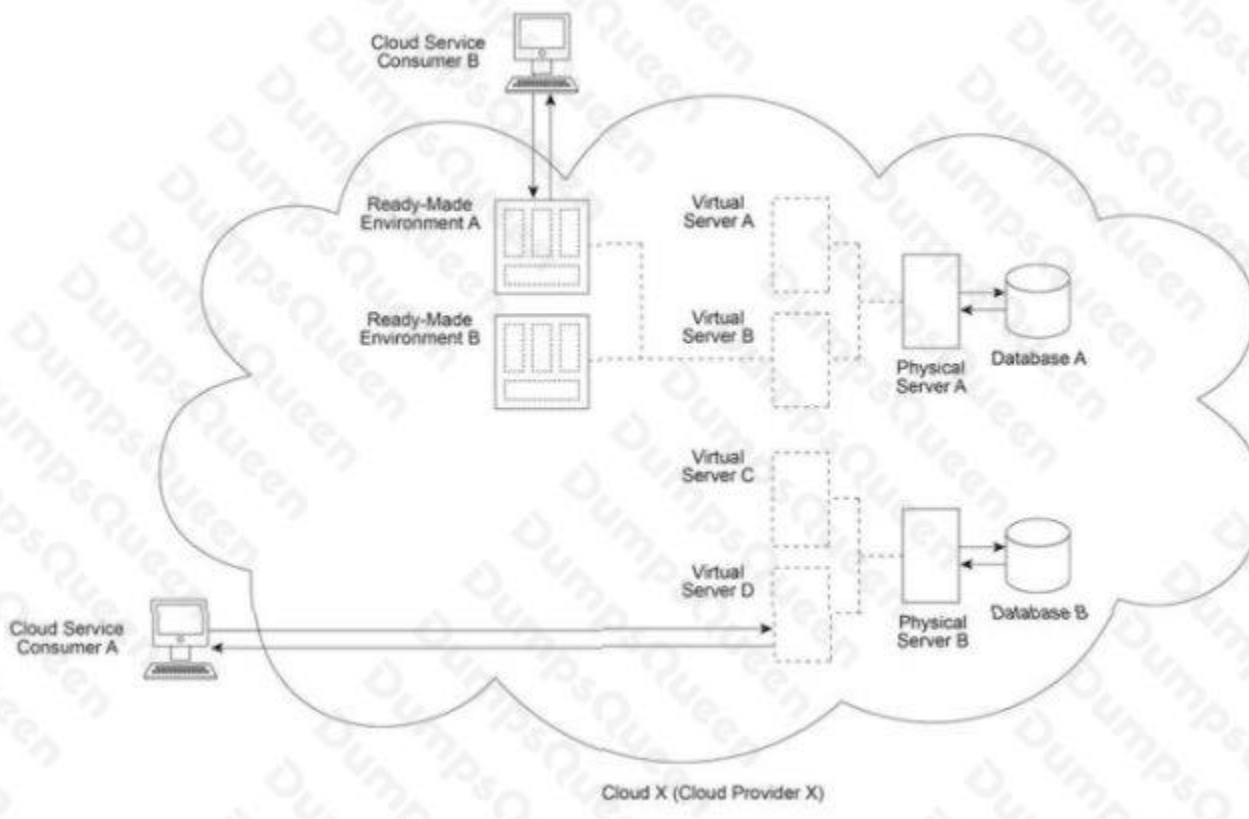 Cloud Service
Consumer B
Ready-Made
Environment A
Virtual
Server A
Ready-Made
Environment B
Virtual
Server B
Physical
Server A
Database A
Virtual
Server C
Virtual
Server D
Cloud Service
Consumer A
Physical
Server B
Database B
Cloud X (Cloud Provider X)
DumpsQueen